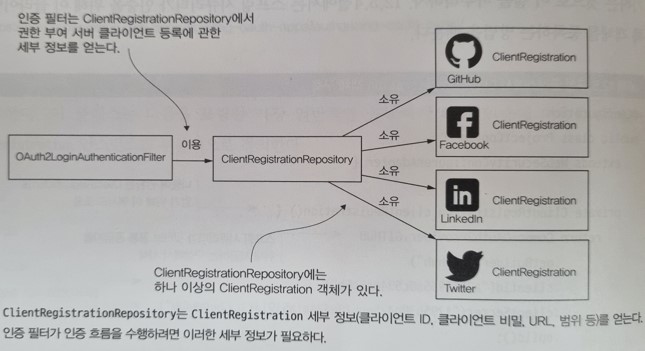 인증 필터는 ClientRegistrationRepository에서
권한 부여 서버 클라이언트 등록에 관한
세부 정보를 얻는다.
OAuth2LoginAuthenticationFilter
이용
ClientRegistrationRepository
소유
소유
소유
소유
GitHub
ClientRegistration
Facebook
ClientRegistration
LinkedIn
ClientRegistration
Twitter
ClientRegistration
ClientRegistrationRepository에는
하나 이상의 ClientRegistration 객체가 있다.
ClientRegistrationRepository는 ClientRegistration 세부 정보(클라이언트 ID, 클라이언트 비밀, URL, 범위 등)를 얻는다.
인증 필터가 인증 흐름을 수행하려면 이러한 세부 정보가 필요하다.